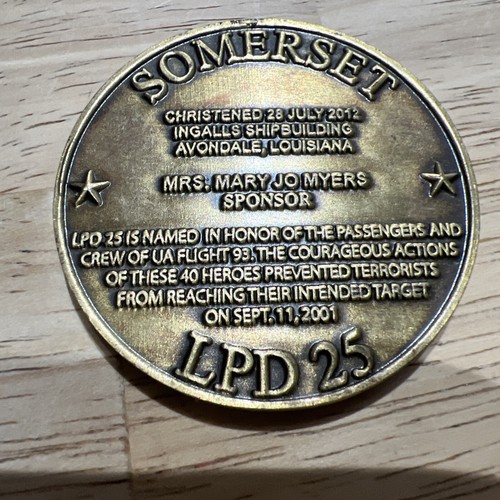 SOMERSET
CHRISTENED 28 JULY 2012
INGALLS SHIPBUILDING
AVONDALE, LOUISIANA
MRS. MARY JO MYERS
SPONSOR
LPD 25 IS NAMED IN HONOR OF THE PASSENGERS AND
CREW OF UA FLIGHT 93. THE COURAGEOUS ACTIONS
OF THESE 40 HEROES PREVENTED TERRORISTS
FROM REACHING THEIR INTENDED TARGET
ON SEPT. 11, 2001
LPD 25